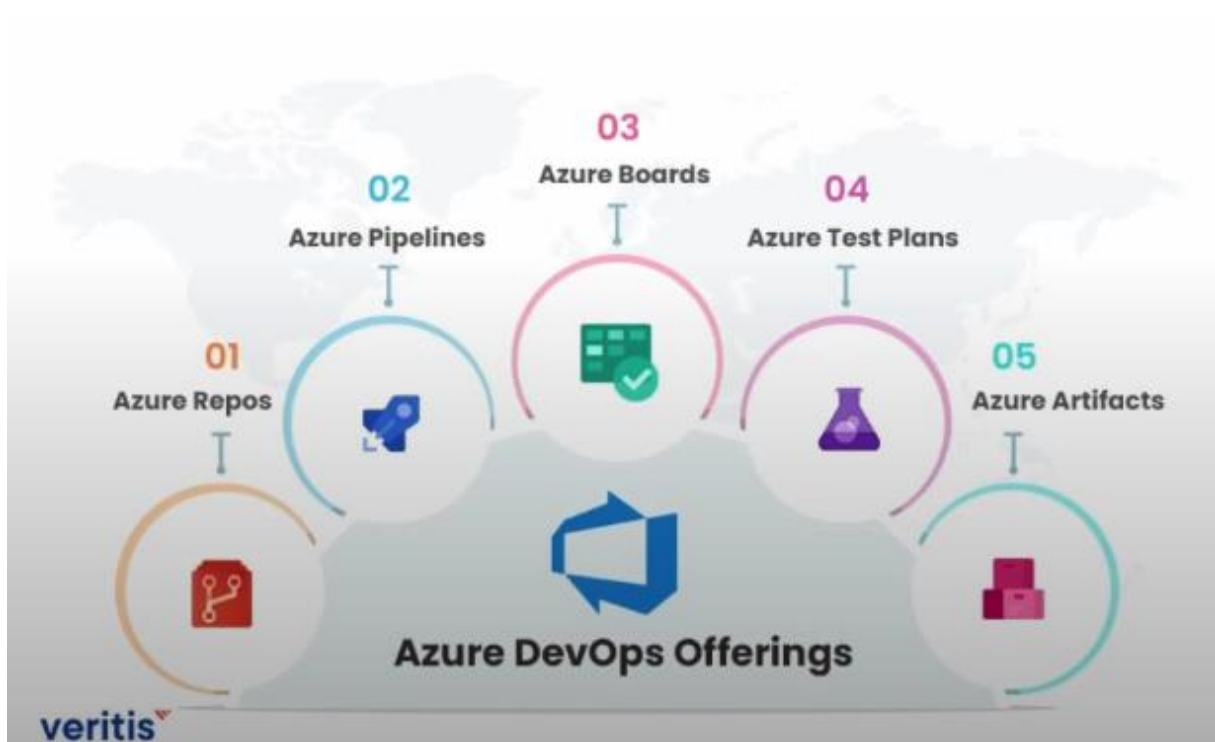 01
Azure Repos
02
Azure Pipelines
03
Azure Boards
04
Azure Test Plans
05
Azure Artifacts
Azure DevOps Offerings
veritis